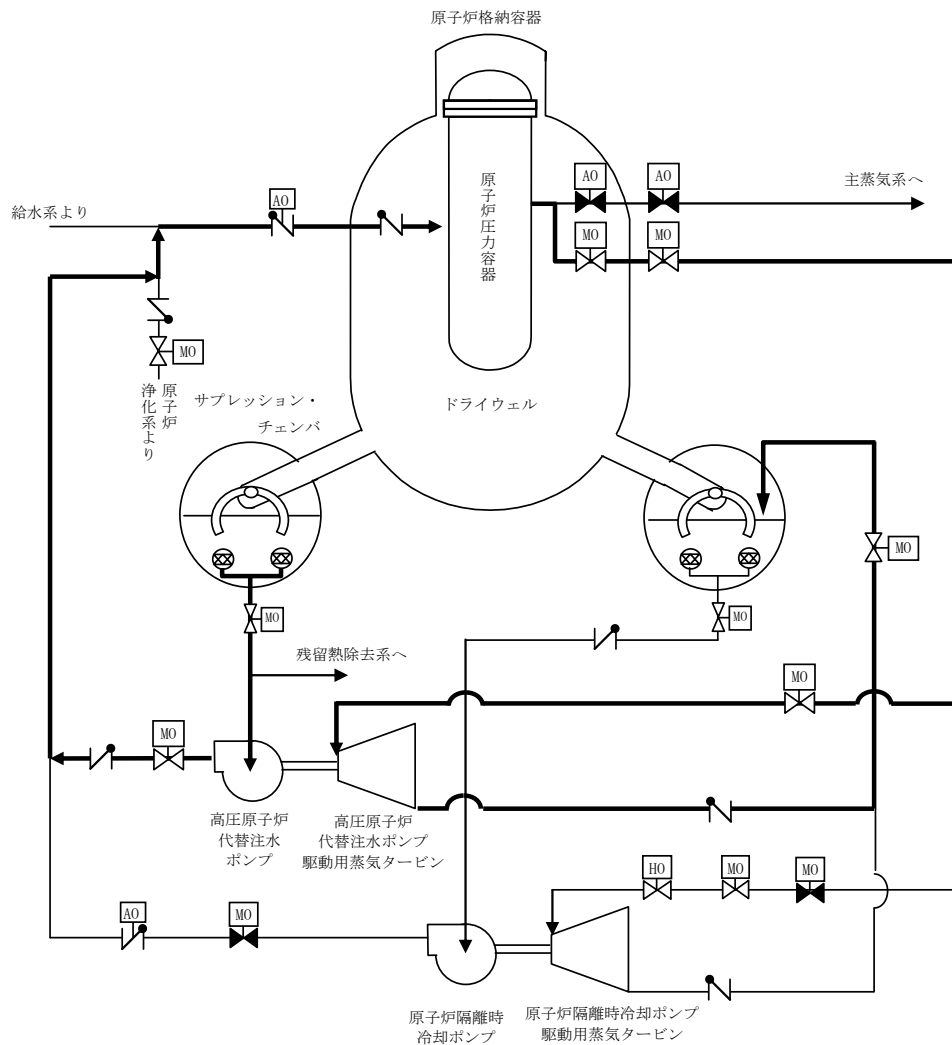 原子炉格納容器
原子炉圧力容器
AO
AO
主蒸気系へ
給水系より
AO
MO
MO
MO
原子炉
浄化系より
サプレッション・
チェンバ
ドライウェル
MO
MO
MO
残留熱除去系へ
MO
MO
高圧原子炉
代替注水
ポンプ
高圧原子炉
代替注水ポンプ
駆動用蒸気タービン
HO
MO
MO
AO
MO
原子炉隔離時
冷却ポンプ
原子炉隔離時冷却ポンプ
駆動用蒸気タービン